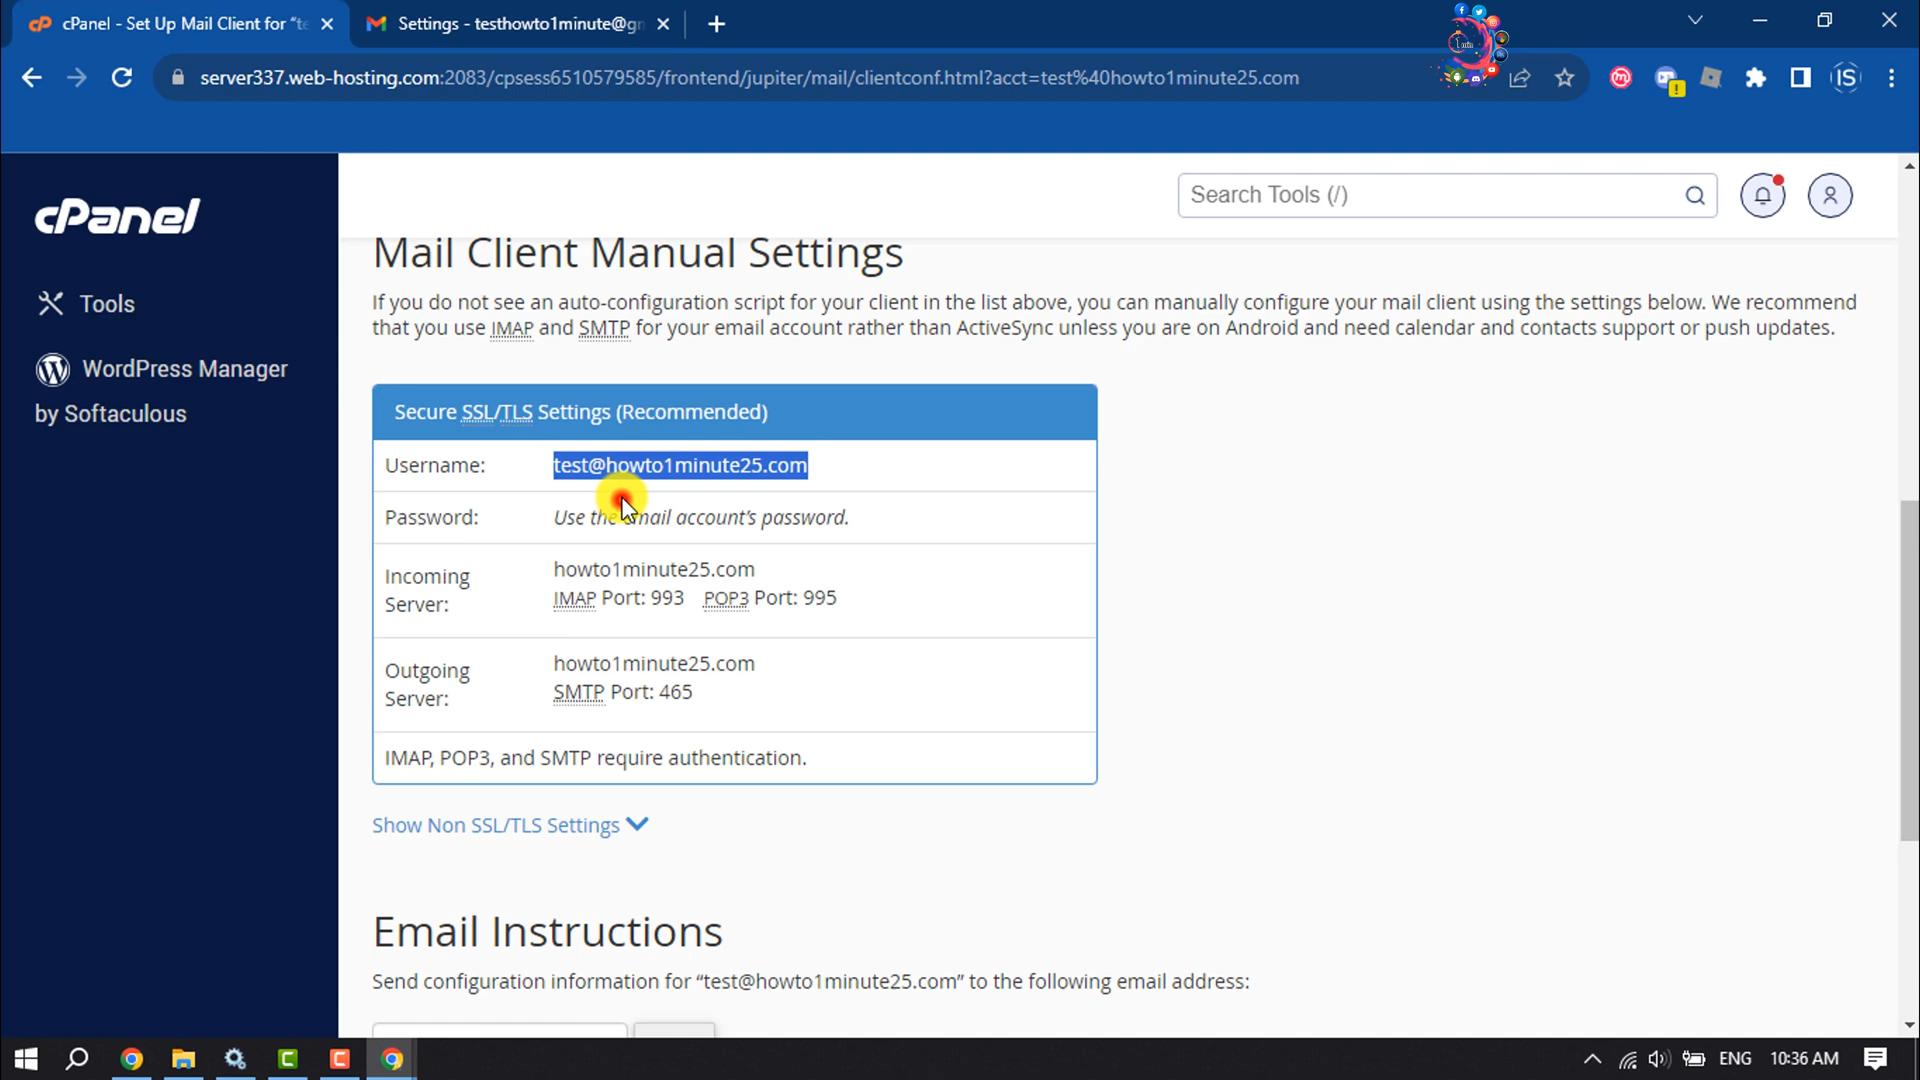 cPanel - Set Up Mail Client for “te
Settings - testhowto1minute@gm
server337.web-hosting.com:2083/cpsess6510579585/frontend/jupiter/mail/clientconf.html?acct=test%40howto1minute25.com
IS
cPanel
Search Tools (/)
Tools
WordPress Manager
by Softaculous
Mail Client Manual Settings
If you do not see an auto-configuration script for your client in the list above, you can manually configure your mail client using the settings below. We recommend
that you use IMAP and SMTP for your email account rather than ActiveSync unless you are on Android and need calendar and contacts support or push updates.
Secure SSL/TLS Settings (Recommended)
Username: test@howto1minute25.com
Password: Use the email account’s password.
Incoming Server: howto1minute25.com
IMAP Port: 993 POP3 Port: 995
Outgoing Server: howto1minute25.com
SMTP Port: 465
IMAP, POP3, and SMTP require authentication.
Show Non SSL/TLS Settings
Email Instructions
Send configuration information for “test@howto1minute25.com” to the following email address:
ENG
10:36 AM